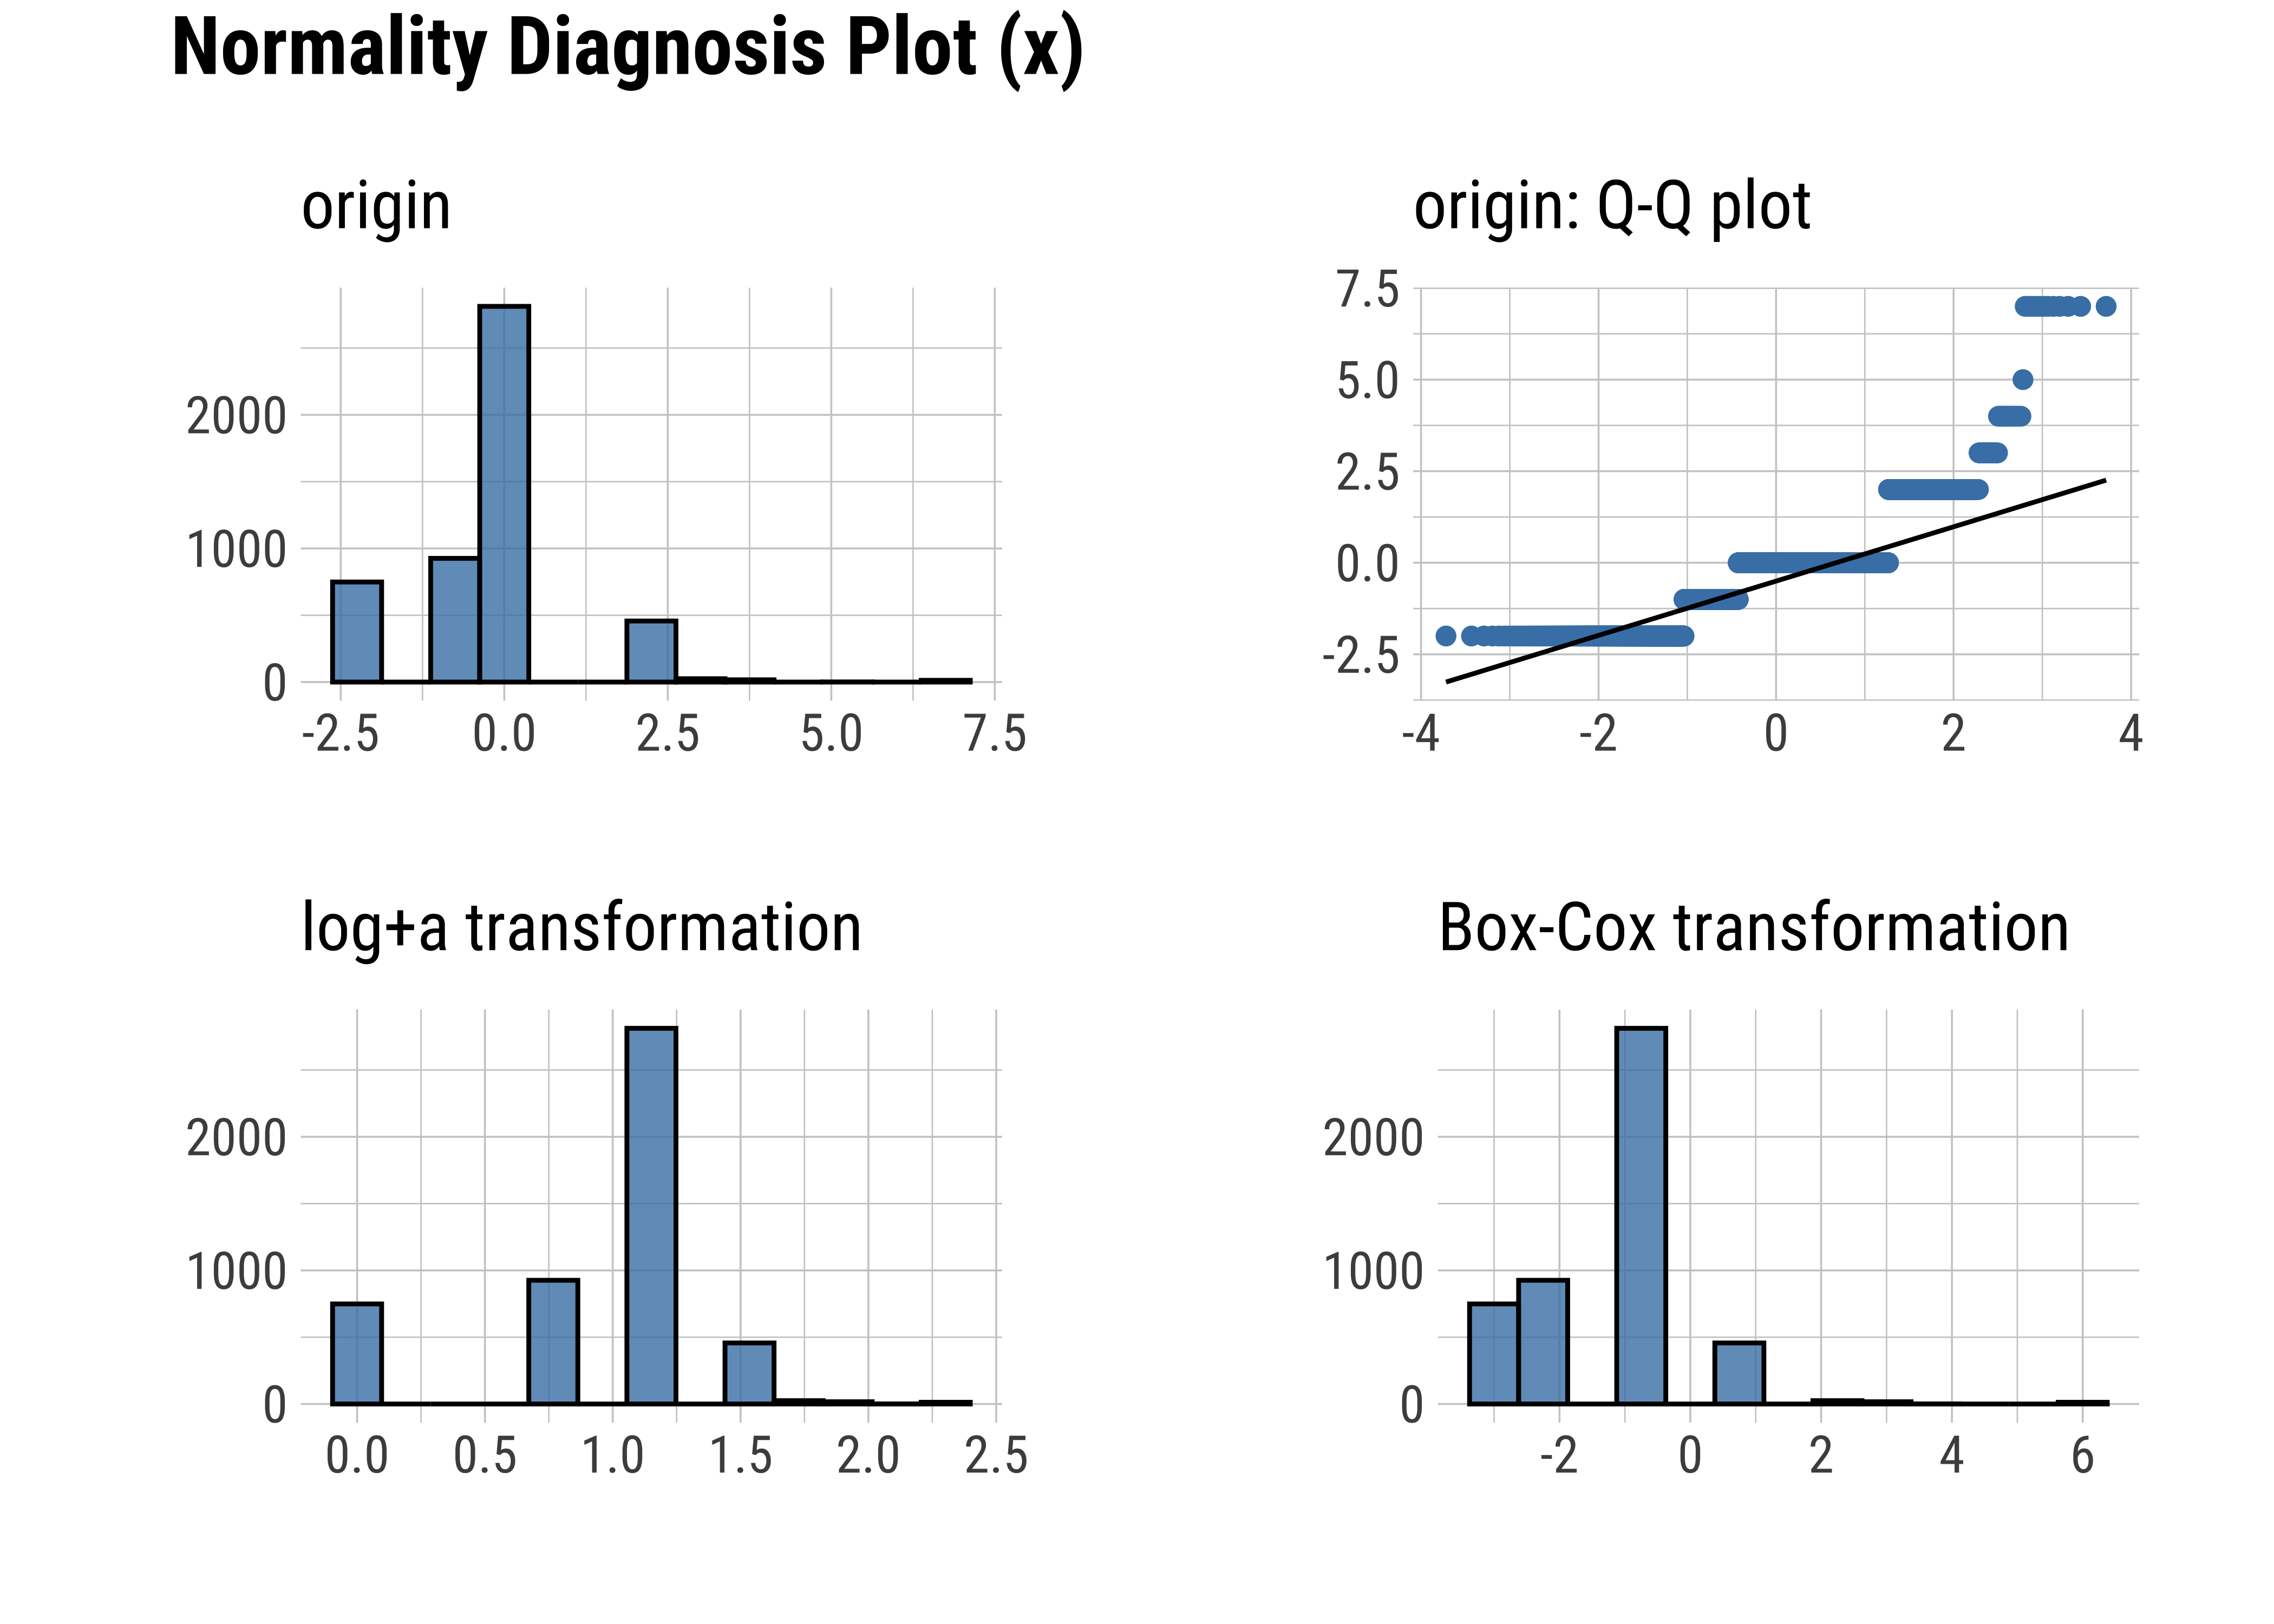 Normality Diagnosis Plot (x)
origin
2000
1000
0
-2.5 0.0 2.5 5.0 7.5
origin: Q-Q plot
7.5
5.0
2.5
0.0
-2.5
-4 -2 0 2 4
log+a transformation
2000
1000
0
0.0 0.5 1.0 1.5 2.0 2.5
Box-Cox transformation
2000
1000
0
-2 0 2 4 6